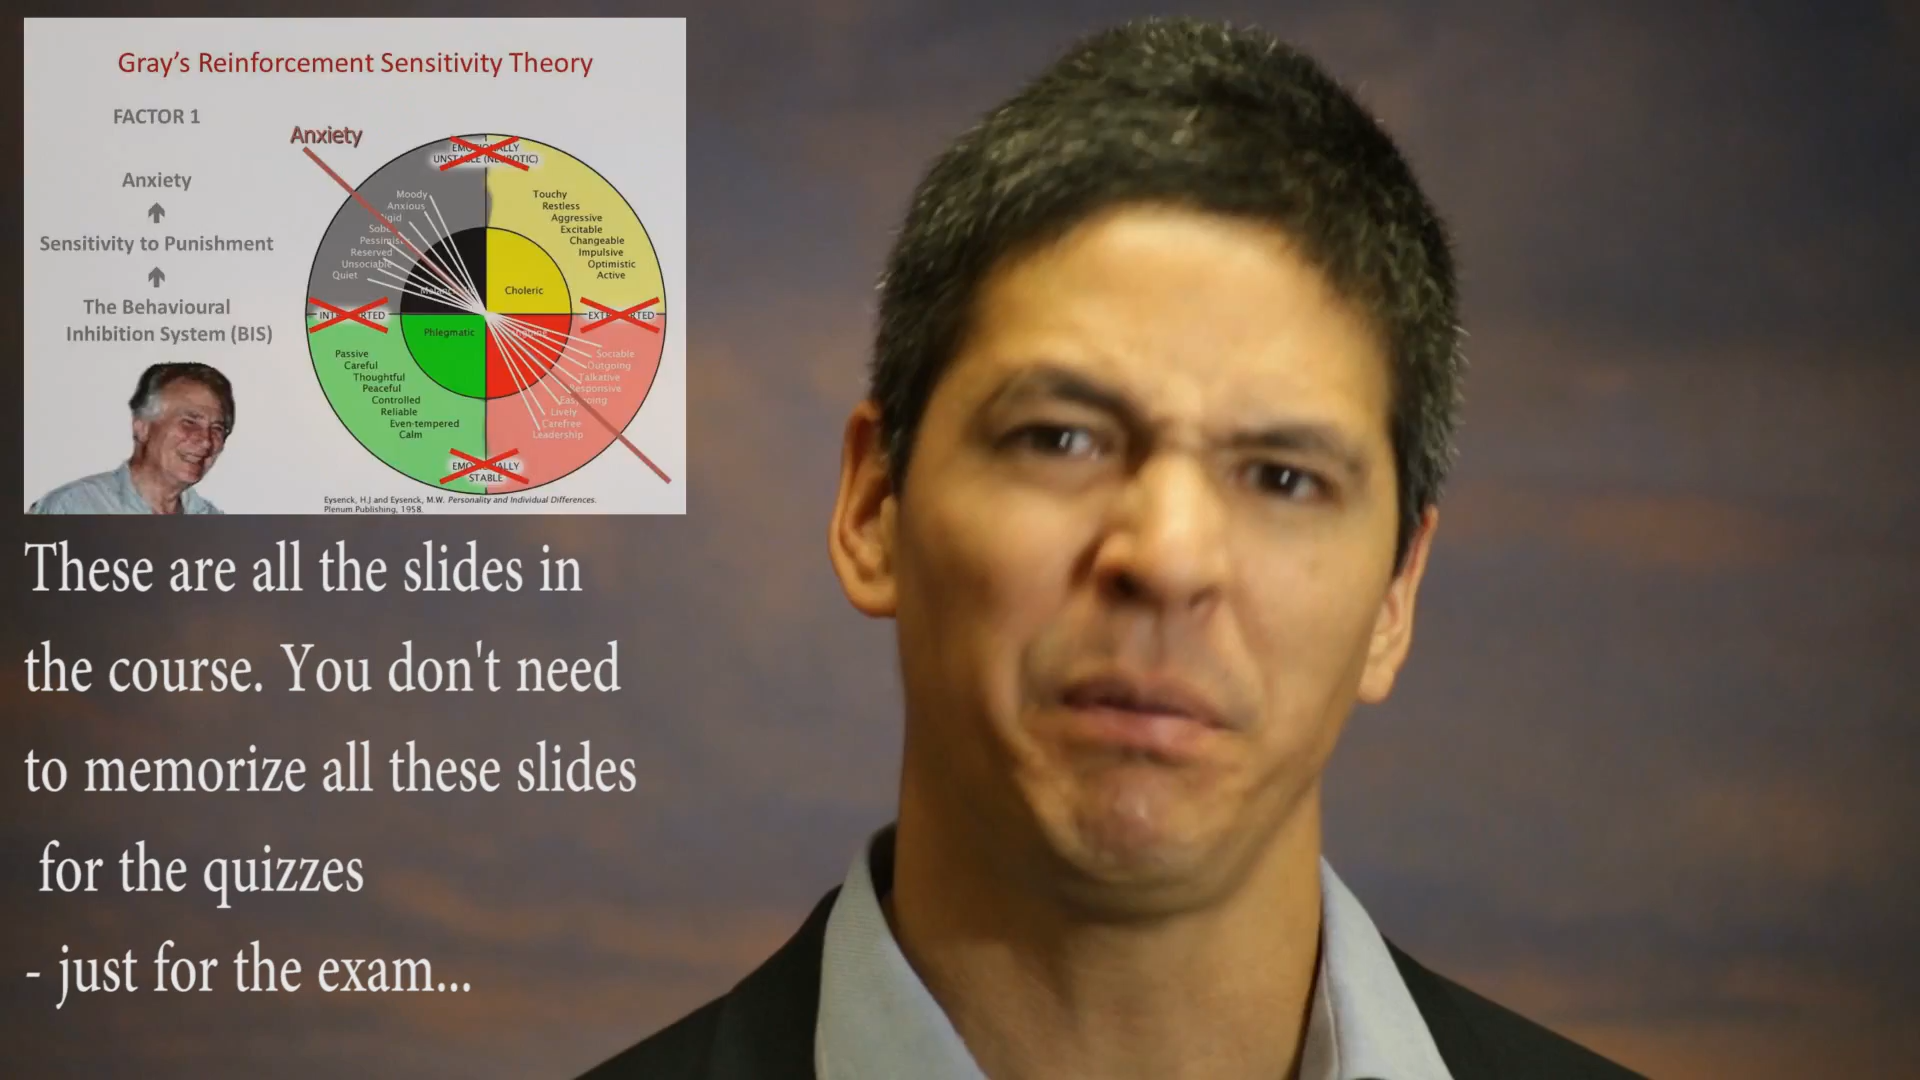 Gray's Reinforcement Sensitivity Theory
FACTOR 1
Anxiety
Sensitivity to Punishment
The Behavioural
Inhibition System (BIS)
Anxiety
UNSTABLE (NEUROTIC)
Moody
Anxious
Reserved
Unsociable
Quiet
Touchy
Restless
Aggressive
Excitable
Changeable
Impulsive
Optimistic
Active
Choleric
Phlegmatic
Passive
Careful
Thoughtful
Peaceful
Controlled
Reliable
Even-tempered
Calm
Sociable
Outgoing
Talkative
Responsive
Easygoing
Lively
Carefree
Leadership
STABLE
Eysenck, H.J and Eysenck, M.W. Personality and Individual Differences.
Plenum Publishing, 1958.
These are all the slides in
the course. You don't need
to memorize all these slides
for the quizzes
- just for the exam...